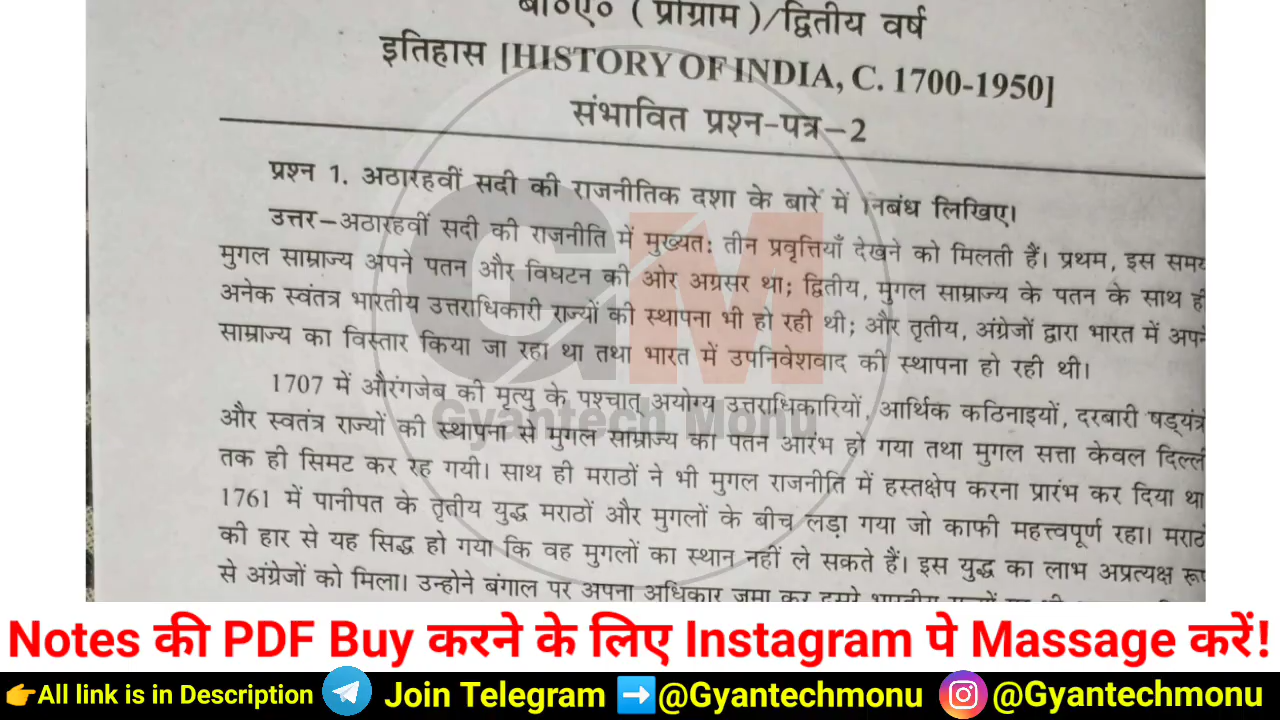 बी०ए० ( प्रोग्राम )/द्वितीय वर्ष
इतिहास [HISTORY OF INDIA, C. 1700-1950]
संभावित प्रश्न-पत्र–2
प्रश्न 1. अठारहवीं सदी की राजनीतिक दशा के बारे में निबंध लिखिए।
उत्तर–अठारहवीं सदी की राजनीति में मुख्यतः तीन प्रवृत्तियाँ देखने को मिलती हैं। प्रथम, इस समय
मुगल साम्राज्य अपने पतन और विघटन की ओर अग्रसर था; द्वितीय, मुगल साम्राज्य के पतन के साथ ही
अनेक स्वतंत्र भारतीय उत्तराधिकारी राज्यों की स्थापना भी हो रही थी; और तृतीय, अंग्रेजों द्वारा भारत में अपने
साम्राज्य का विस्तार किया जा रहा था तथा भारत में उपनिवेशवाद की स्थापना हो रही थी।
1707 में औरंगजेब की मृत्यु के पश्चात् अयोग्य उत्तराधिकारियों, आर्थिक कठिनाइयों, दरबारी षड्यंत्रों
और स्वतंत्र राज्यों की स्थापना से मुगल साम्राज्य का पतन आरंभ हो गया तथा मुगल सत्ता केवल दिल्ली
तक ही सिमट कर रह गयी। साथ ही मराठों ने भी मुगल राजनीति में हस्तक्षेप करना प्रारंभ कर दिया था
1761 में पानीपत के तृतीय युद्ध मराठों और मुगलों के बीच लड़ा गया जो काफी महत्त्वपूर्ण रहा। मराठों
की हार से यह सिद्ध हो गया कि वह मुगलों का स्थान नहीं ले सकते हैं। इस युद्ध का लाभ अप्रत्यक्ष रूप
से अंग्रेजों को मिला। उन्होने बंगाल पर अपना अधिकार जमा कर दूसरे भारतीय
GM
Gyantech Monu
Notes की PDF Buy करने के लिए Instagram पे Massage करें!
👉All link is in Description Join Telegram ➡️@Gyantechmonu @Gyantechmonu